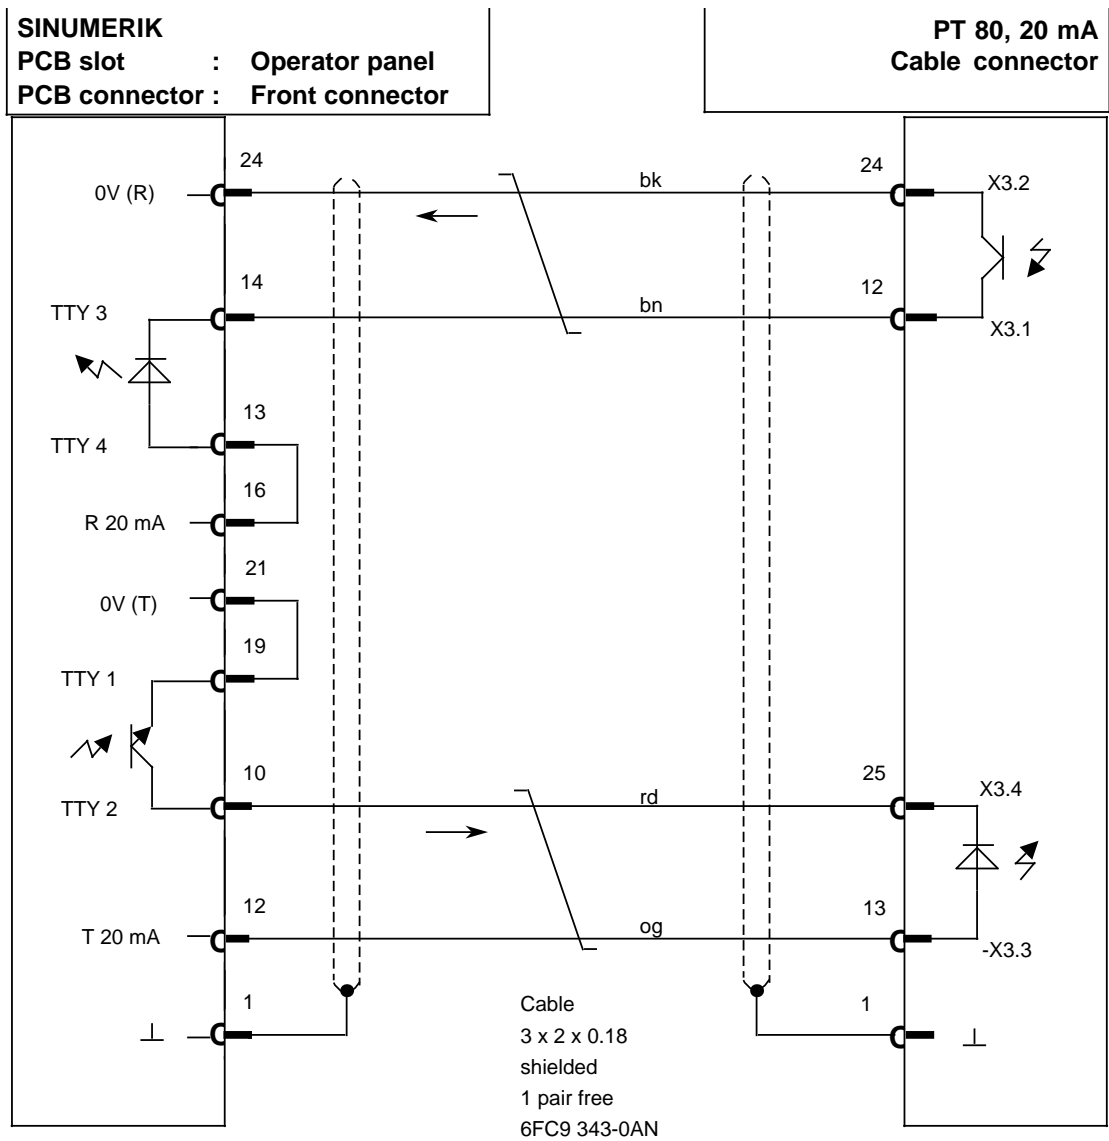 SINUMERIK
PCB slot : Operator panel
PCB connector : Front connector
PT 80, 20 mA
Cable connector
24
24
0V (R)
bk
X3.2
14
12
TTY 3
bn
X3.1
13
TTY 4
16
R 20 mA
21
0V (T)
19
TTY 1
10
25
TTY 2
rd
X3.4
12
13
T 20 mA
og
-X3.3
1
1
Cable
3 x 2 x 0.18
shielded
1 pair free
6FC9 343-0AN